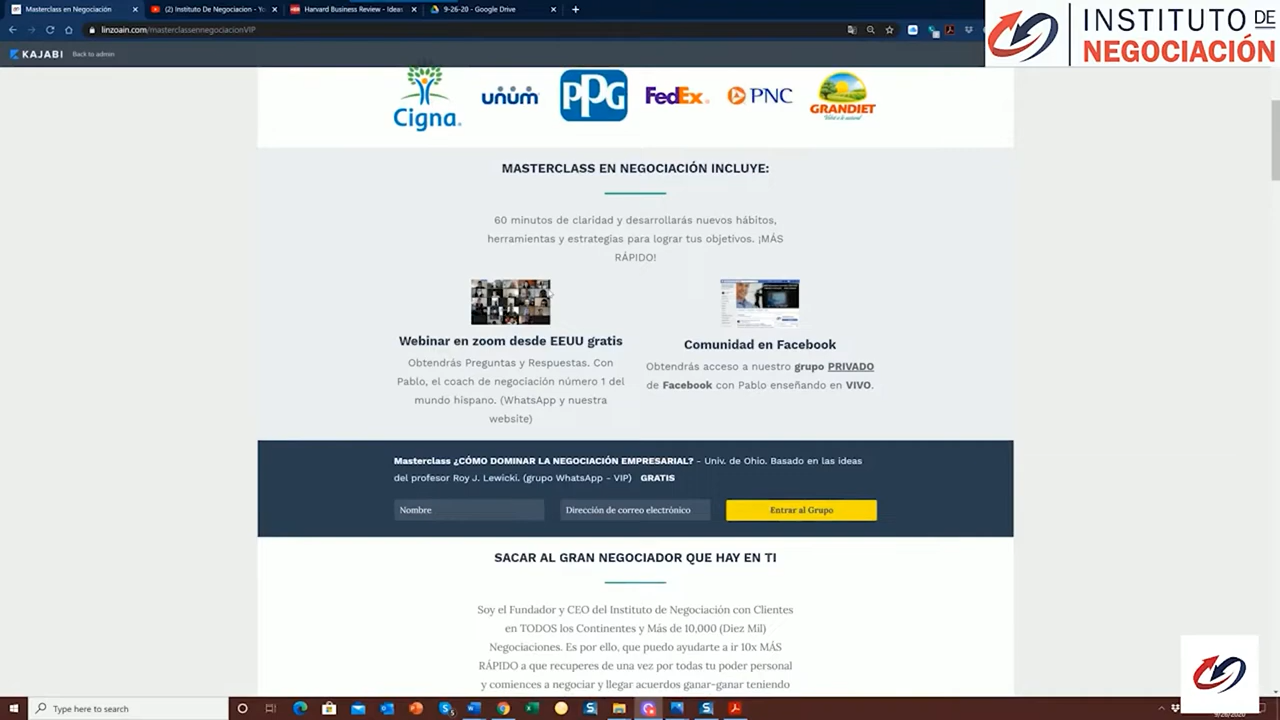 Masterclass en Negociación
(2) Instituto De Negociacion - Yo
Harvard Business Review - Ideas
9-26-20 - Google Drive
linzoain.com/masterclassennegociacionVIP
INSTITUTO DE
NEGOCIACIÓN
KAJABI
Back to admin
Cigna.
unum
PPG
FedEx.
PNC
GRANDIET
MASTERCLASS EN NEGOCIACIÓN INCLUYE:
60 minutos de claridad y desarrollarás nuevos hábitos,
herramientas y estrategias para lograr tus objetivos. ¡MÁS
RÁPIDO!
Webinar en zoom desde EEUU gratis
Obtendrás Preguntas y Respuestas. Con
Pablo, el coach de negociación número 1 del
mundo hispano. (WhatsApp y nuestra
website)
Comunidad en Facebook
Obtendrás acceso a nuestro grupo PRIVADO
de Facebook con Pablo enseñando en VIVO.
Masterclass ¿CÓMO DOMINAR LA NEGOCIACIÓN EMPRESARIAL? - Univ. de Ohio. Basado en las ideas
del profesor Roy J. Lewicki. (grupo WhatsApp - VIP) GRATIS
Nombre
Dirección de correo electrónico
Entrar al Grupo
SACAR AL GRAN NEGOCIADOR QUE HAY EN TI
Soy el Fundador y CEO del Instituto de Negociación con Clientes
en TODOS los Continentes y Más de 10,000 (Diez Mil)
Negociaciones. Es por ello, que puedo ayudarte a ir 10x MÁS
RÁPIDO a que recuperes de una vez por todas tu poder personal
y comiences a negociar y llegar acuerdos ganar-ganar teniendo
Type here to search
9/26/2020